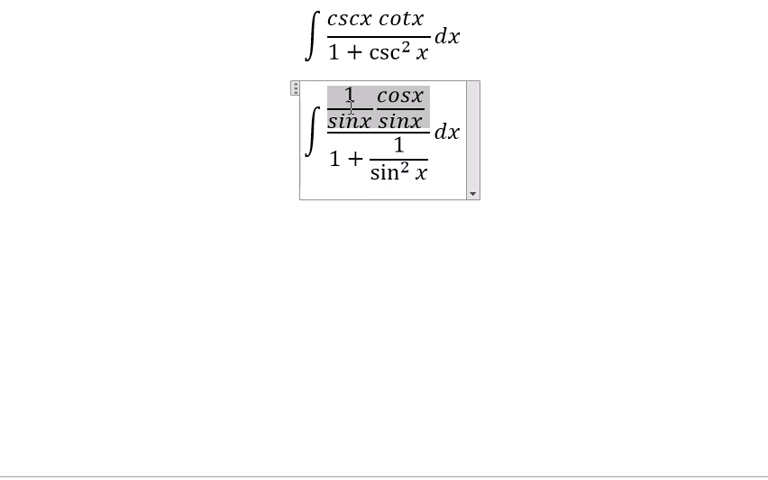 ∫ cscx cotx / 1 + csc² x dx
∫ 1/sinx cosx/sinx / 1 + 1/sin² x dx